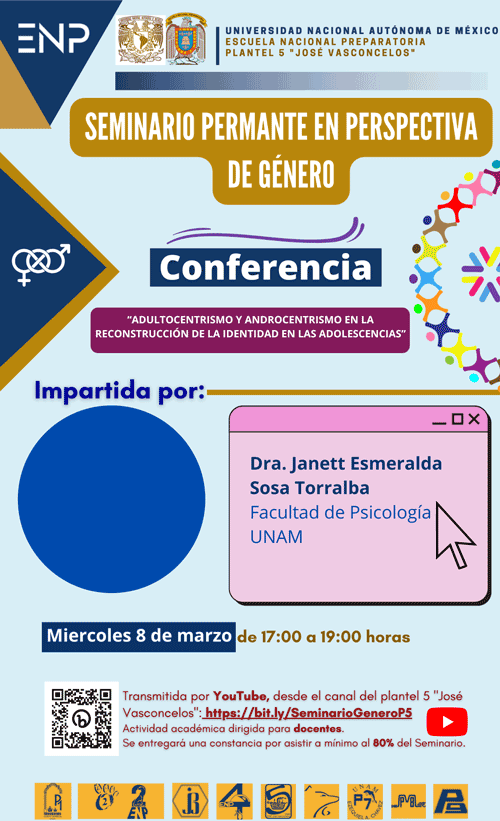 ENP
UNIVERSIDAD NACIONAL AUTÓNOMA DE MÉXICO
ESCUELA NACIONAL PREPARATORIA
PLANTEL 5 "JOSÉ VASCONCELOS"
SEMINARIO PERMANTE EN PERSPECTIVA
DE GÉNERO
Conferencia
“ADULTOCENTRISMO Y ANDROCENTRISMO EN LA
RECONSTRUCCIÓN DE LA IDENTIDAD EN LAS ADOLESCENCIAS”
Impartida por:
Dra. Janett Esmeralda
Sosa Torralba
Facultad de Psicología
UNAM
Miercoles 8 de marzo de 17:00 a 19:00 horas
Transmitida por YouTube, desde el canal del plantel 5 "José
Vasconcelos": https://bit.ly/SeminarioGeneroP5
Actividad académica dirigida para docentes.
Se entregará una constancia por asistir a mínimo al 80% del Seminario.